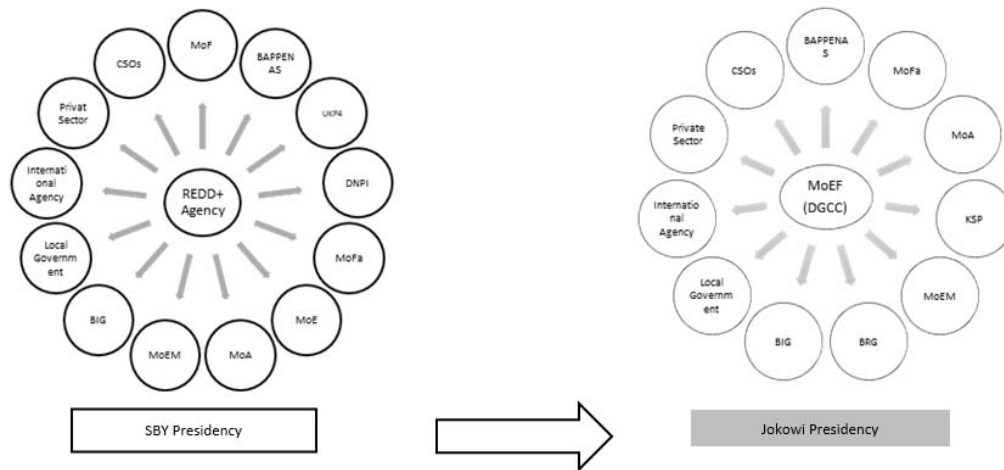 MoF
BAPPEN
AS
UKP4
DNPI
MoFa
MoE
MoA
MoEM
BIG
Local
Governm
ent
Internati
onal
Agency
Privat
Sector
CSOs
REDD+
Agency
SBY Presidency
BAPPENA
S
MoFa
MoA
KSP
MoEM
BRG
BIG
Local
Governm
ent
Internatio
nal
Agency
Private
Sector
CSOs
MoEF
(DGCC)
Jokowi Presidency